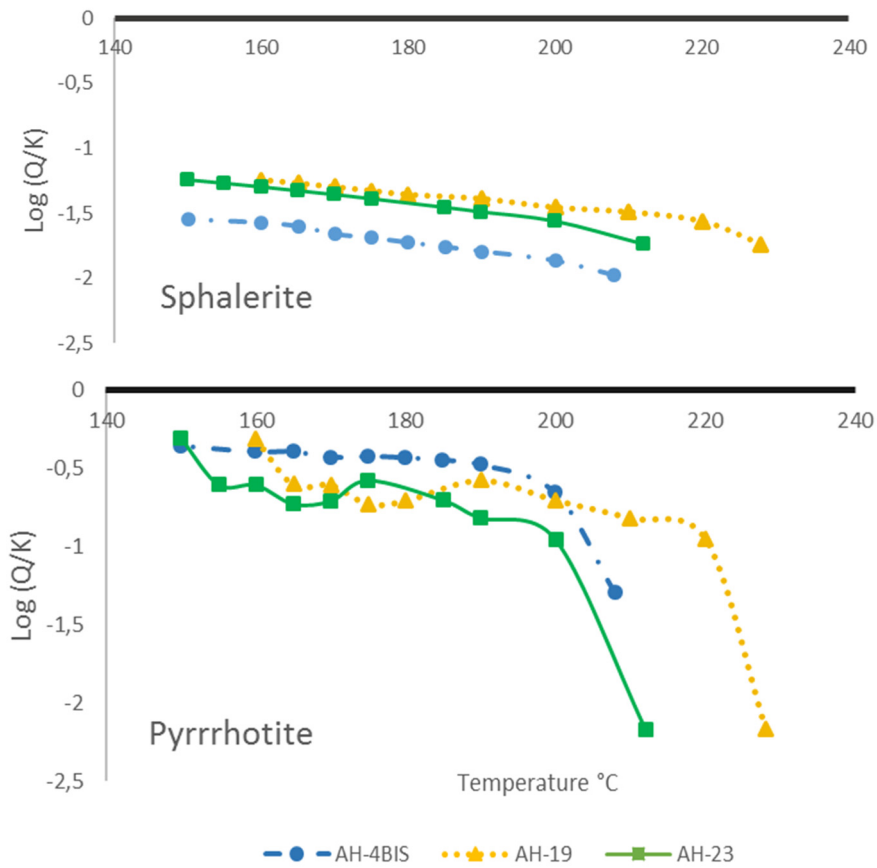 0
140 160 180 200 220 240
-0,5
-1
-1,5
-2
-2,5
Log (Q/K)
Sphalerite
0
140 160 180 200 220 240
-0,5
-1
-1,5
-2
-2,5
Log (Q/K)
Pyrrrhotite
Temperature °C
AH-4BIS AH-19 AH-23